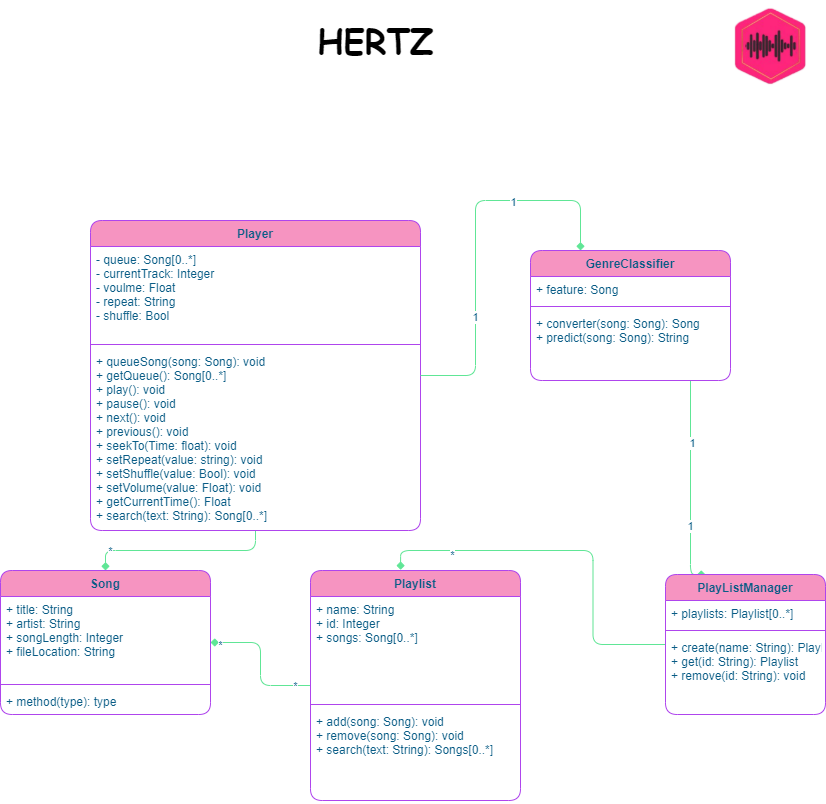 HERTZ
Player
- queue: Song[0..*]
- currentTrack: Integer
- voulme: Float
- repeat: String
- shuffle: Bool
+ queueSong(song: Song): void
+ getQueue(): Song[0..*]
+ play(): void
+ pause(): void
+ next(): void
+ previous(): void
+ seekTo(Time: float): void
+ setRepeat(value: string): void
+ setShuffle(value: Bool): void
+ setVolume(value: Float): void
+ getCurrentTime(): Float
+ search(text: String): Song[0..*]
1
1
GenreClassifier
+ feature: Song
+ converter(song: Song): Song
+ predict(song: Song): String
1
1
*
Song
+ title: String
+ artist: String
+ songLength: Integer
+ fileLocation: String
+ method(type): type
*
*
Playlist
+ name: String
+ id: Integer
+ songs: Song[0..*]
+ add(song: Song): void
+ remove(song: Song): void
+ search(text: String): Songs[0..*]
*
PlayListManager
+ playlists: Playlist[0..*]
+ create(name: String): Play
+ get(id: String): Playlist
+ remove(id: String): void